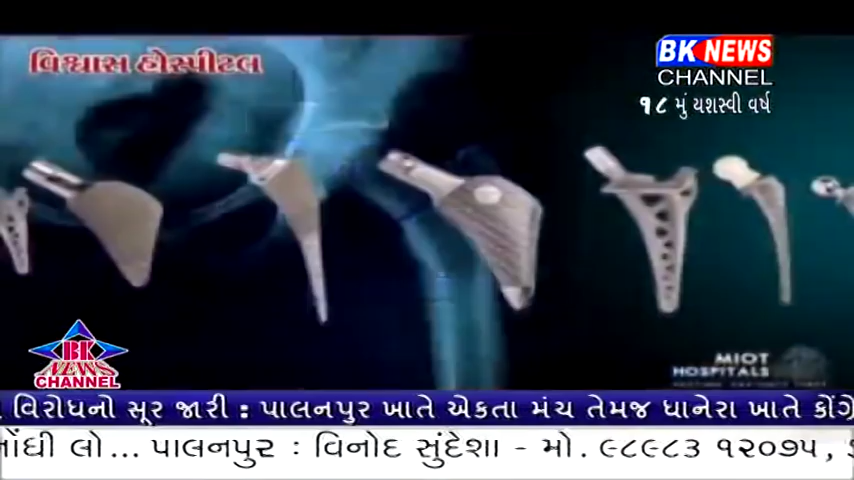 વિશ્વાસ હોસ્પીટલ
BK NEWS
CHANNEL
૧૮ મું યશસ્વી વર્ષ
BK
NEWS
CHANNEL
MIOT
HOSPITALS
વિરોધનો સૂર જારી : પાલનપુર ખાતે એકતા મંચ તેમજ ધાનેરા ખાતે
લો... પાલનપુર : વિનોદ સુંદેશા - મો. ૯૮૯૮૩ ૧૨૦૭૫,